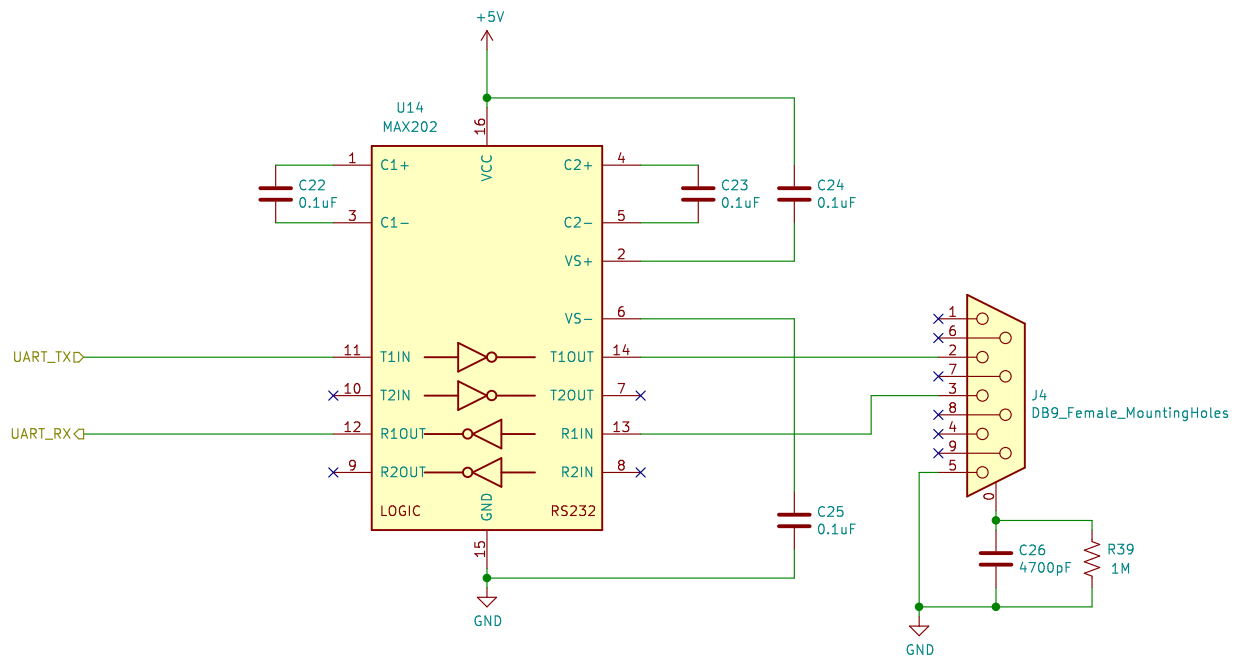 +5V
U14
MAX202
16
VCC
1
C1+
C2+
4
C22
0.1uF
C23
0.1uF
C24
0.1uF
3
C1-
C2-
5
VS+
2
VS-
6
UART_TX
11
T1IN
T1OUT
14
10
T2IN
T2OUT
7
UART_RX
12
R1OUT
R1IN
13
9
R2OUT
R2IN
8
LOGIC
GND
RS232
15
GND
C25
0.1uF
1
6
2
7
3
8
4
9
5
0
J4
DB9_Female_MountingHoles
C26
4700pF
R39
1M
GND